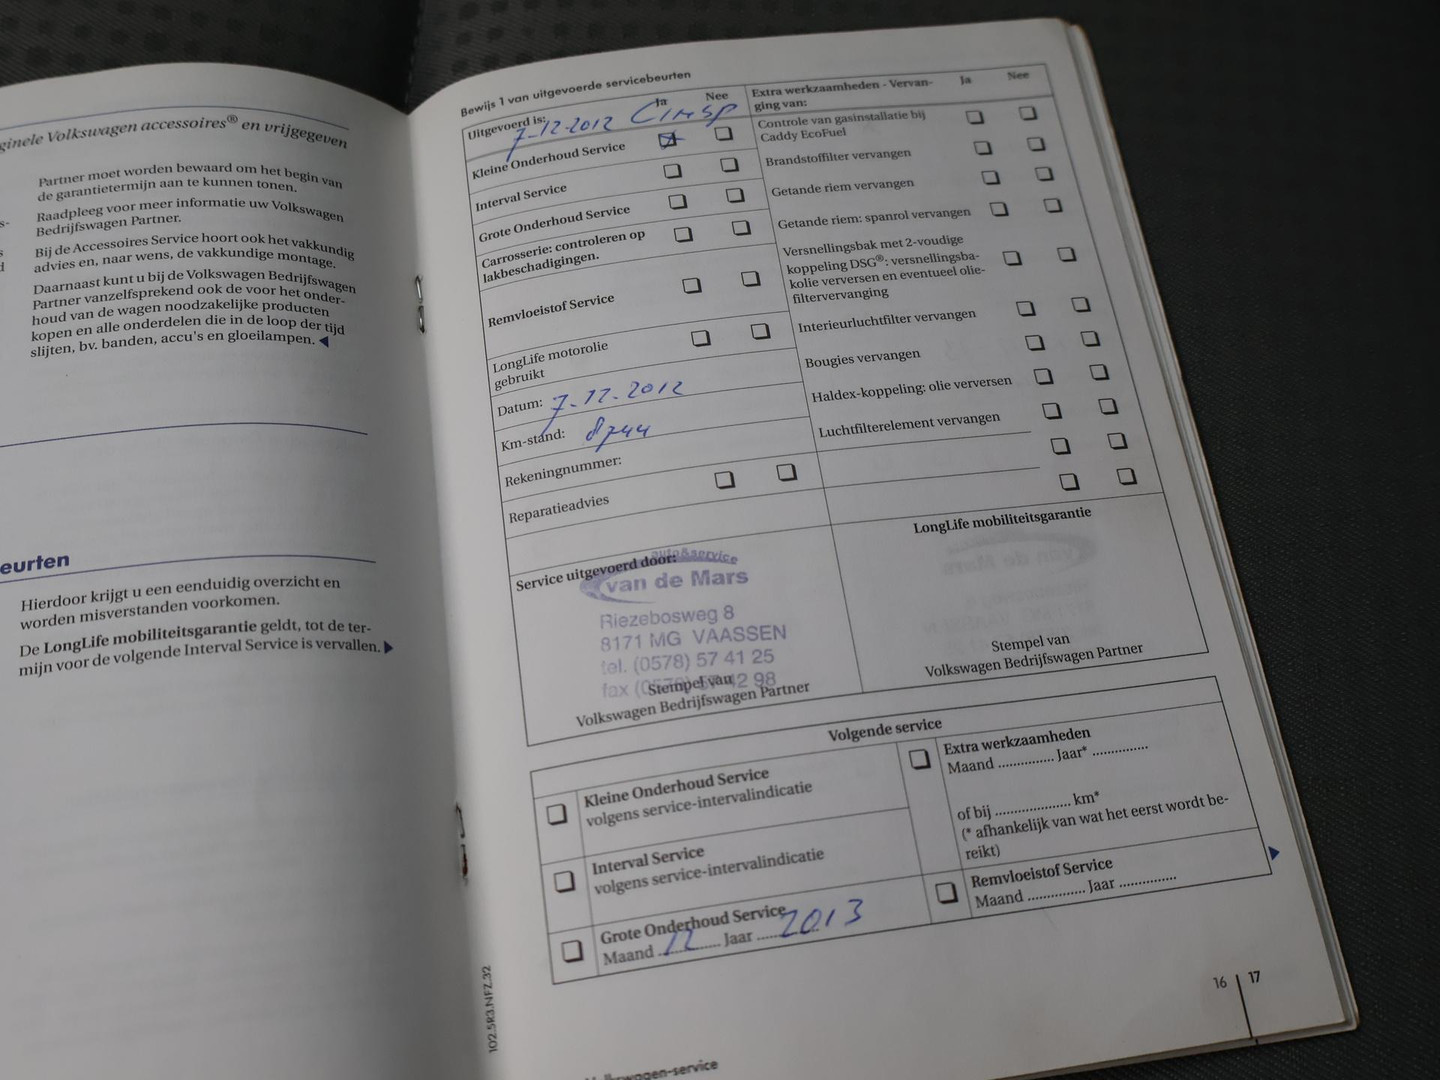 ginele Volkswagen accessoires® en vrijgegeven
Partner moet worden bewaard om het begin van
de garantietermijn aan te kunnen tonen.
Raadpleeg voor meer informatie uw Volkswagen
Bedrijfswagen Partner.
Bij de Accessoires Service hoort ook het vakkundig
advies en, naar wens, de vakkundige montage.
Daarnaast kunt u bij de Volkswagen Bedrijfswagen
Partner vanzelfsprekend ook de voor het onder-
houd van de wagen noodzakelijke producten
kopen en alle onderdelen die in de loop der tijd
slijten, bv. banden, accu's en gloeilampen.
eurten
Hierdoor krijgt u een eenduidig overzicht en
worden misverstanden voorkomen.
De LongLife mobiliteitsgarantie geldt, tot de ter-
mijn voor de volgende Interval Service is vervallen.
Bewijs 1 van uitgevoerde servicebeurten
Uitgevoerd is: Ja Nee
7-12-2012
Kleine Onderhoud Service
Interval Service
Grote Onderhoud Service
Carrosserie: controleren op
lakbeschadigingen.
Remvloeistof Service
LongLife motorolie
gebruikt
Datum: 7-12-2012
Km-stand: 8744
Rekeningnummer:
Reparatieadvies
Extra werkzaamheden - Vervan-
ging van: Ja Nee
Controle van gasinstallatie bij
Caddy EcoFuel
Brandstoffilter vervangen
Getande riem vervangen
Getande riem: spanrol vervangen
Versnellingsbak met 2-voudige
koppeling DSG®: versnellingsba-
kolie verversen en eventueel olie-
filtervervanging
Interieurluchtfilter vervangen
Bougies vervangen
Haldex-koppeling: olie verversen
Luchtfilterelement vervangen
Service uitgevoerd door:
auto&service
van de Mars
Riezebosweg 8
8171 MG VAASSEN
tel. (0578) 57 41 25
fax (0578) 57 42 98
Stempel van
Volkswagen Bedrijfswagen Partner
LongLife mobiliteitsgarantie
Stempel van
Volkswagen Bedrijfswagen Partner
Volgende service
Kleine Onderhoud Service
volgens service-intervalindicatie
Interval Service
volgens service-intervalindicatie
Grote Onderhoud Service
Maand 12 Jaar 2013
Extra werkzaamheden
Maand .............. Jaar* ..............
of bij ................... km*
(* afhankelijk van wat het eerst wordt be-
reikt)
Remvloeistof Service
Maand .............. Jaar ..............
102.5R3.NFZ.32
16 17
Volkswagen-service